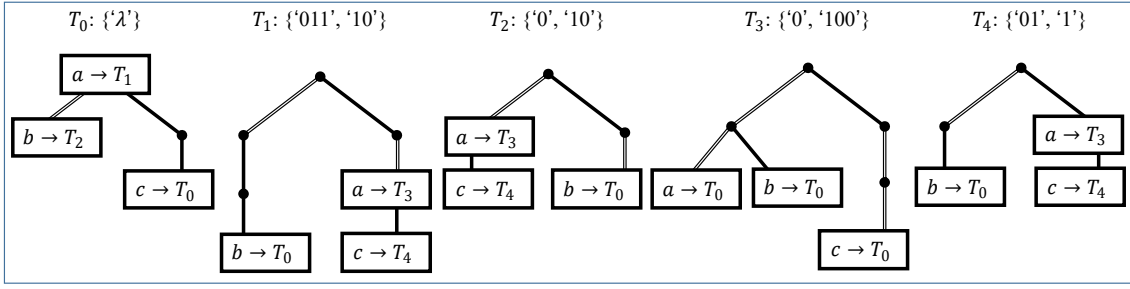 T₀: {‘λ’} T₁: {‘011’, ‘10’} T₂: {‘0’, ‘10’} T₃: {‘0’, ‘100’} T₄: {‘01’, ‘1’}
a → T₁
b → T₂
c → T₀
b → T₀
a → T₃
c → T₄
a → T₃
c → T₄
b → T₀
a → T₀
b → T₀
c → T₀
b → T₀
a → T₃
c → T₄